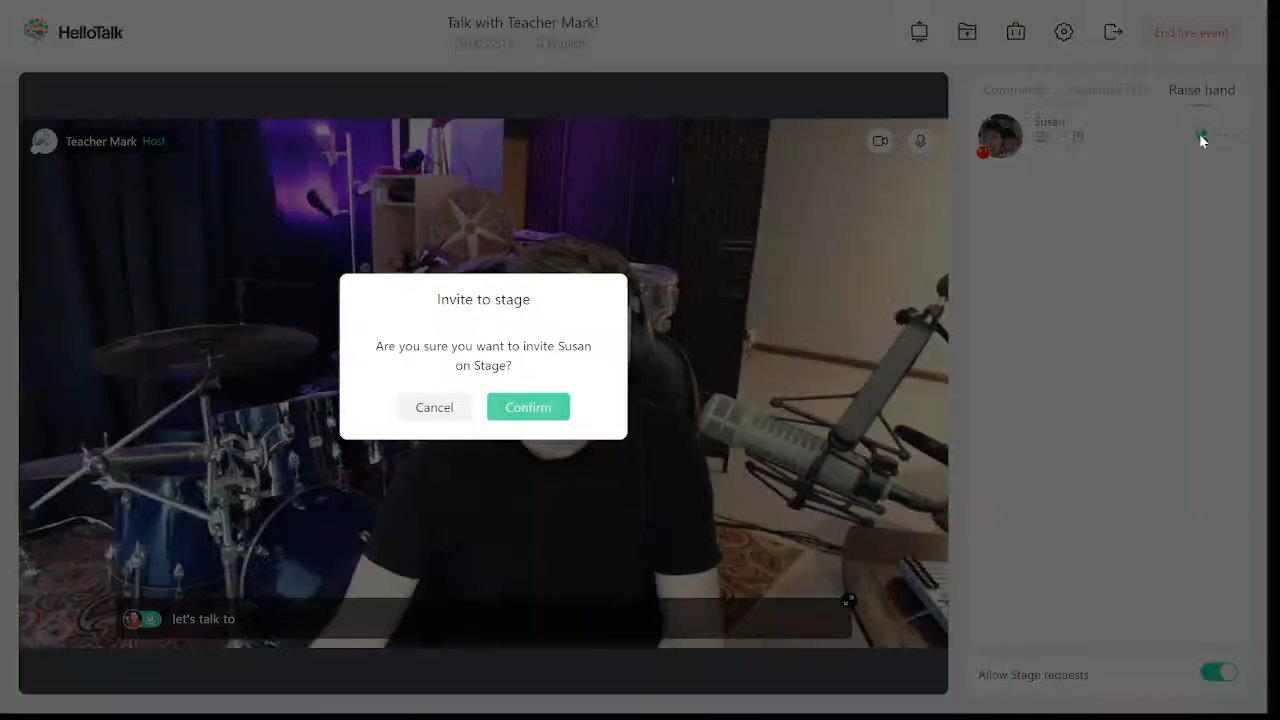 HelloTalk
Talk with Teacher Mark!
English
End live event
Raise hand
Teacher Mark Host
Susan
Invite to stage
Are you sure you want to invite Susan
on Stage?
Cancel
Confirm
let's talk to
Allow Stage requests